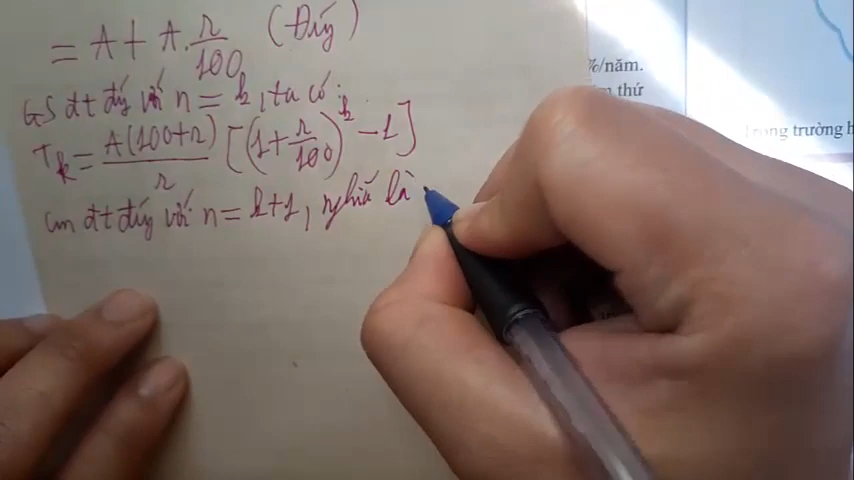 = A + A. r/100 (Đúng)
GS đt đúng với n = k, ta có:
T_k = A(100+r)/r [(1 + r/100)^k - 1]
cm đt đúng với n = k+1, nghĩa là
%/năm.
thứ
Trong trường h